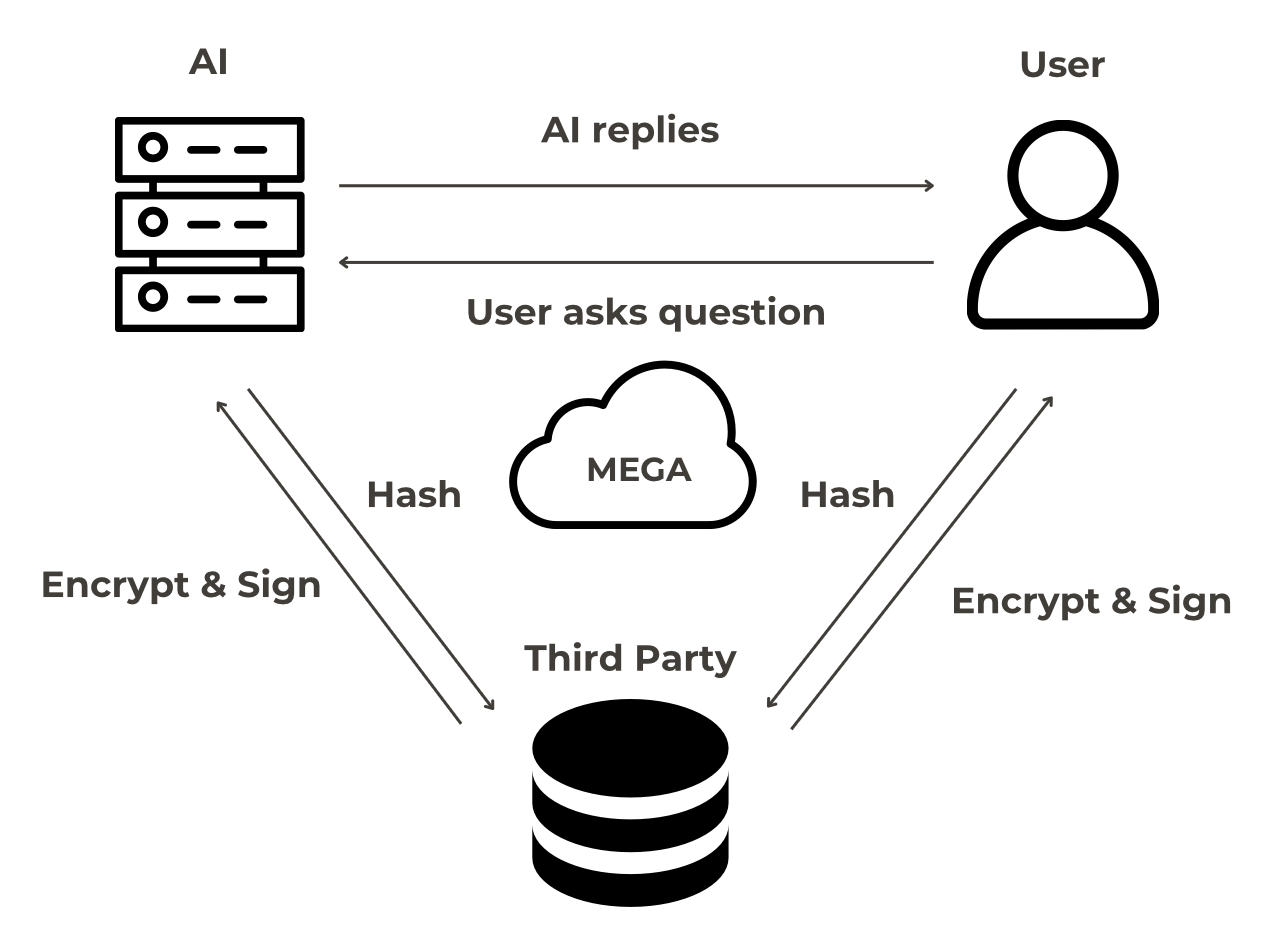 AI
User
AI replies
User asks question
MEGA
Hash
Hash
Encrypt & Sign
Encrypt & Sign
Third Party